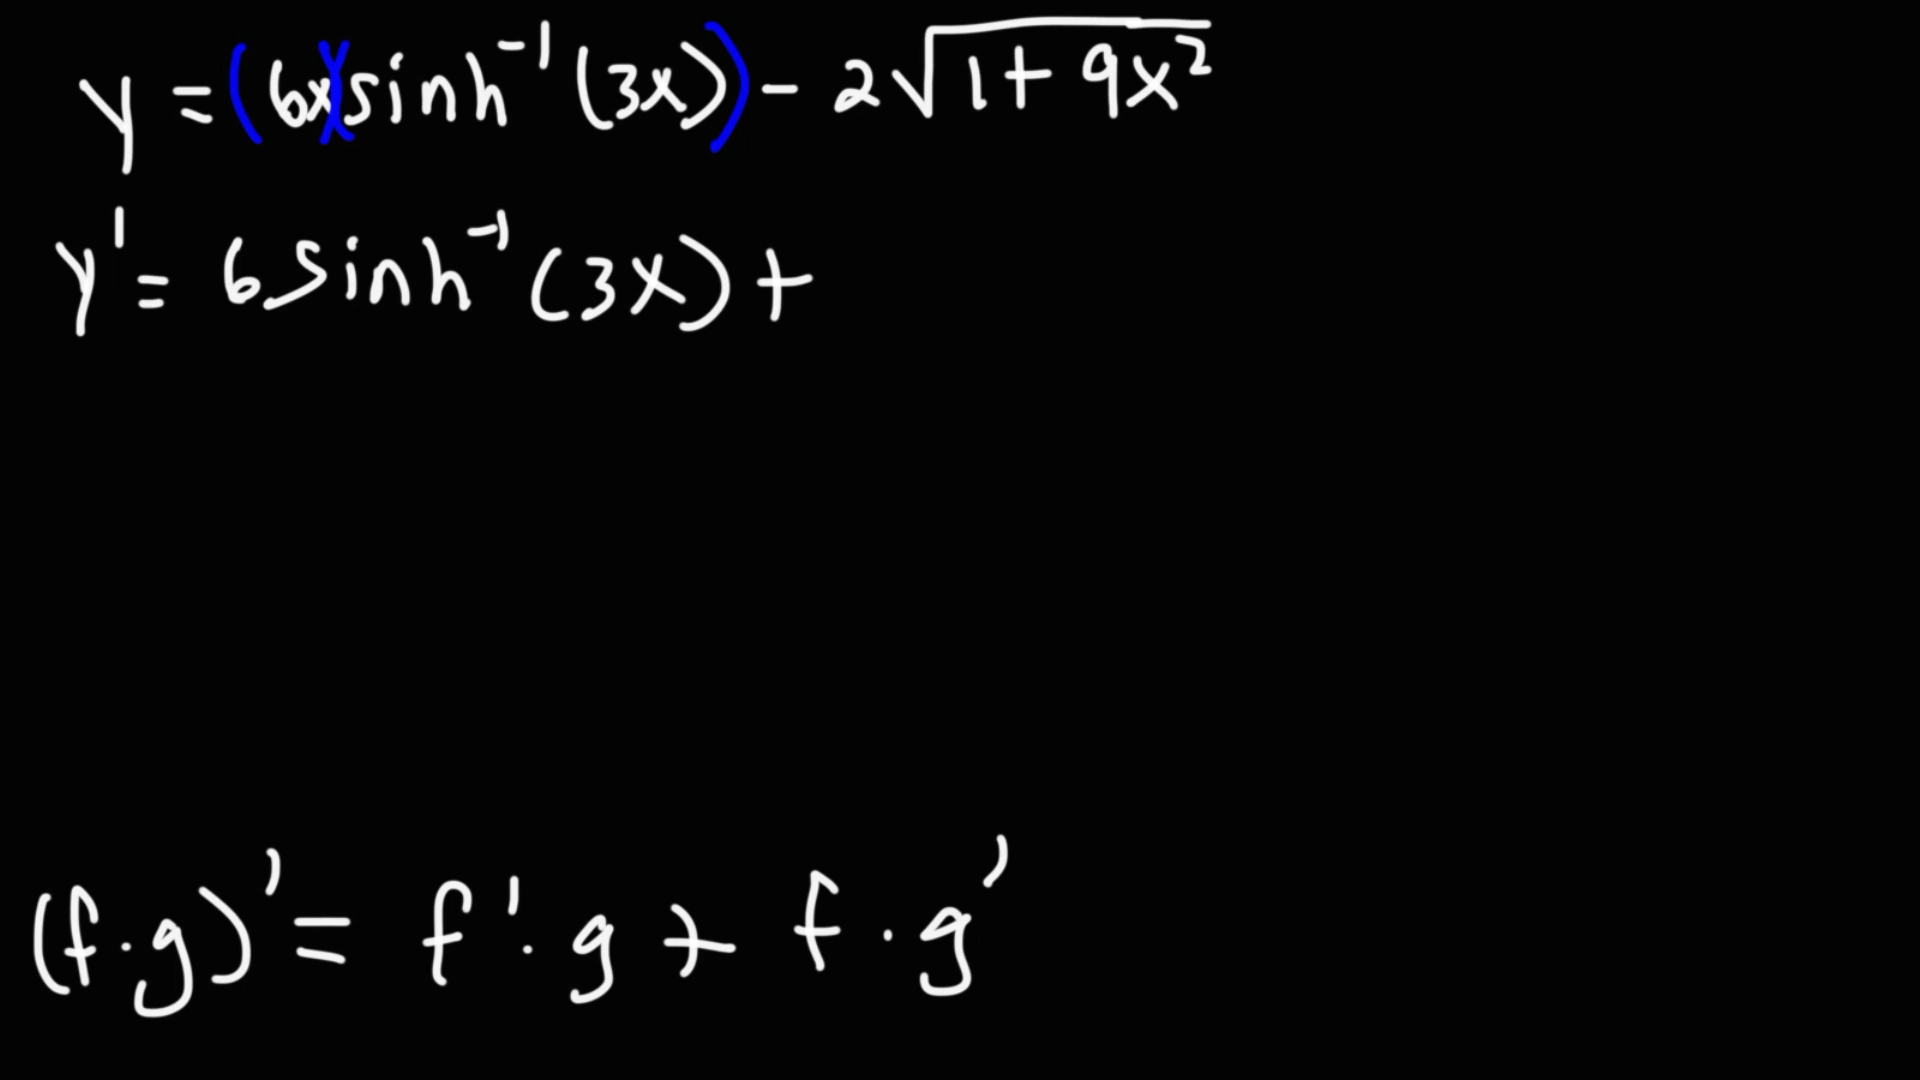 y = (6x)(sinh⁻¹(3x)) - 2√(1 + 9x²)
y' = 6 sinh⁻¹(3x) +
(f·g)' = f'·g + f·g'